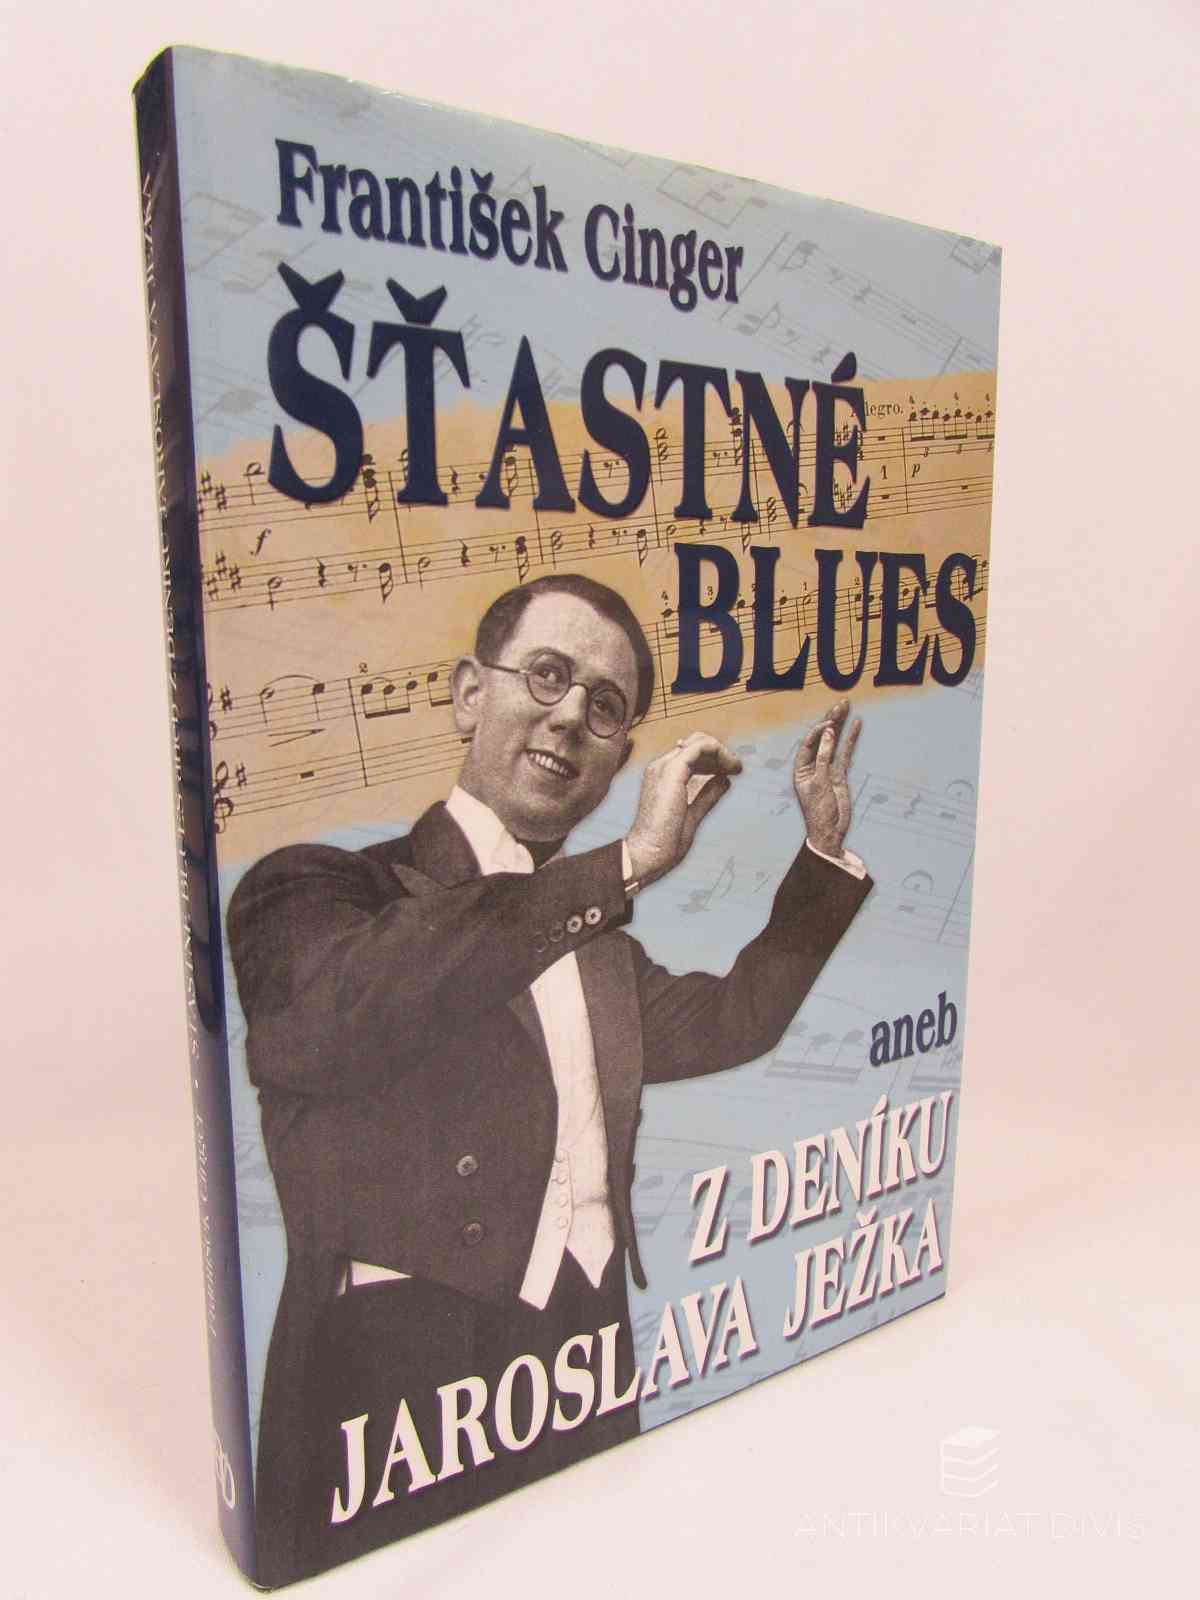 František Cinger
ŠŤASTNÉ
BLUES
aneb
Z DENÍKU
JAROSLAVA JEŽKA
Allegro.
František Cinger • ŠŤASTNÉ BLUES aneb Z DENÍKU JAROSLAVA JEŽKA
ANTIKVARIAT DIVIS